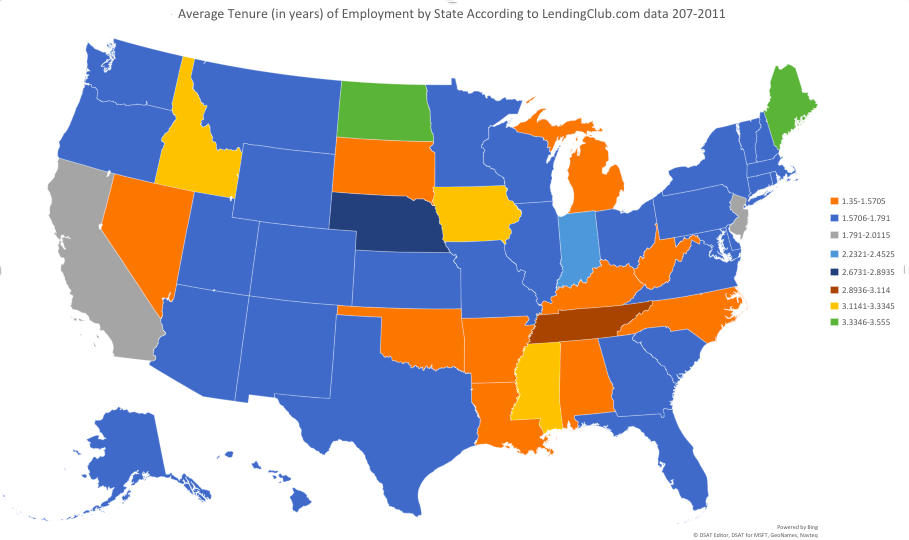 Average Tenure (in years) of Employment by State According to LendingClub.com data 207-2011
1.35-1.5705
1.5706-1.791
1.791-2.0115
2.2321-2.4525
2.6731-2.8935
2.8936-3.114
3.1141-3.3345
3.3346-3.555
Powered by Bing
© DSAT Editor, DSAT for MSFT, GeoNames, Navteq